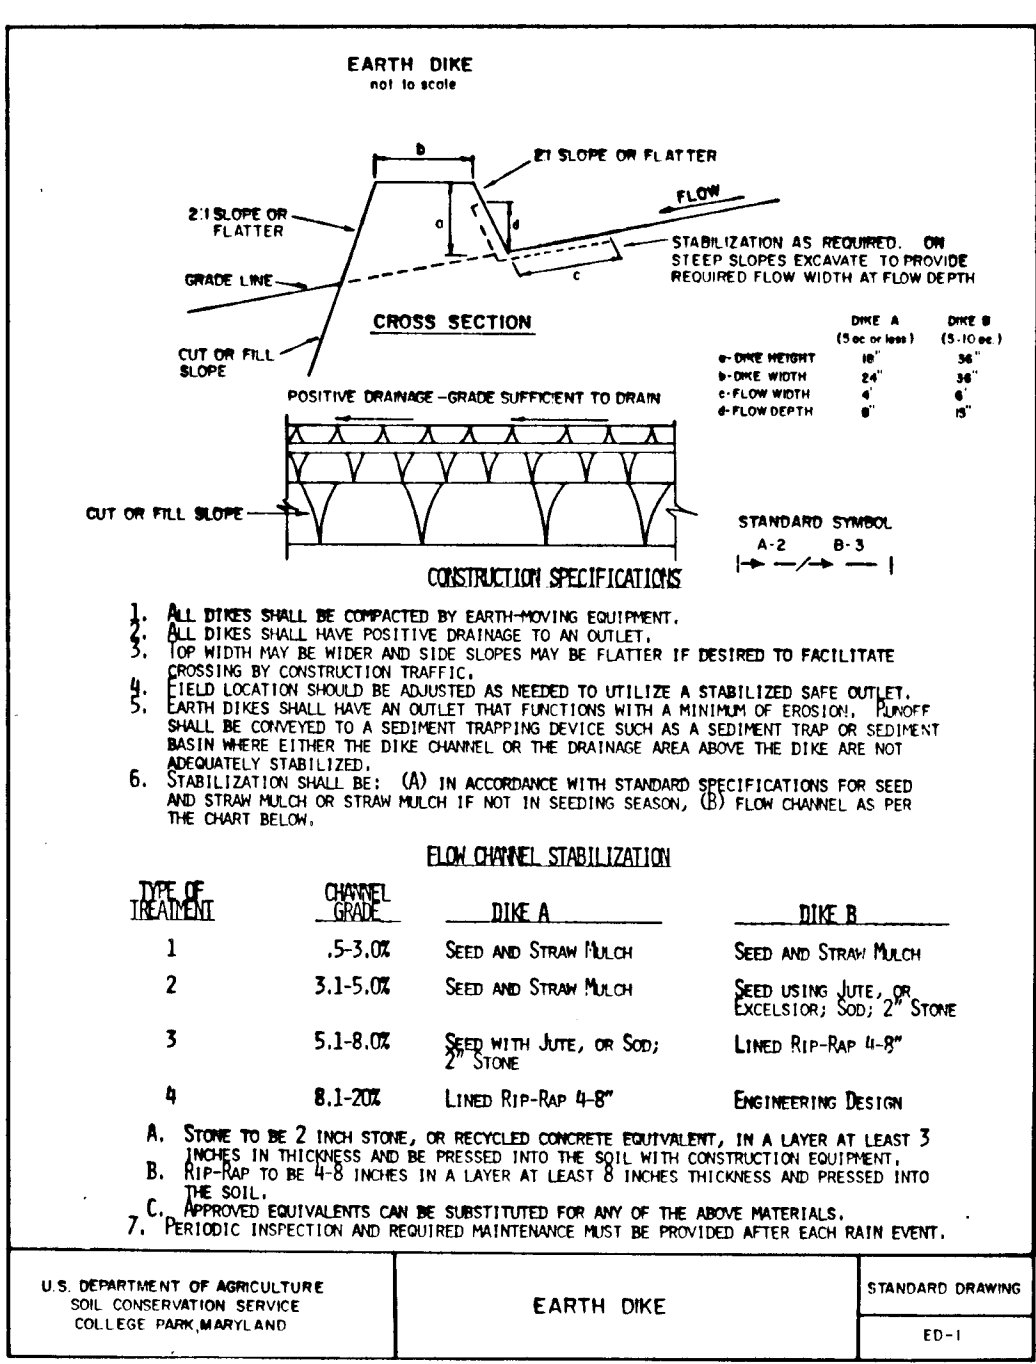 EARTH DIKE
not to scale
b
2:1 SLOPE OR FLATTER
FLOW
2:1 SLOPE OR
FLATTER
a
d
STABILIZATION AS REQUIRED. ON
STEEP SLOPES EXCAVATE TO PROVIDE
REQUIRED FLOW WIDTH AT FLOW DEPTH
c
GRADE LINE
CROSS SECTION
CUT OR FILL
SLOPE
DIKE A DIKE B
(5 ac or less) (5-10 ac.)
a-DIKE HEIGHT 18" 36"
b-DIKE WIDTH 24" 36"
c-FLOW WIDTH 4' 6'
d-FLOW DEPTH 8" 15"
POSITIVE DRAINAGE-GRADE SUFFICIENT TO DRAIN
CUT OR FILL SLOPE
STANDARD SYMBOL
A-2 B-3
CONSTRUCTION SPECIFICATIONS
1. ALL DIKES SHALL BE COMPACTED BY EARTH-MOVING EQUIPMENT.
2. ALL DIKES SHALL HAVE POSITIVE DRAINAGE TO AN OUTLET.
3. TOP WIDTH MAY BE WIDER AND SIDE SLOPES MAY BE FLATTER IF DESIRED TO FACILITATE
CROSSING BY CONSTRUCTION TRAFFIC.
4. FIELD LOCATION SHOULD BE ADJUSTED AS NEEDED TO UTILIZE A STABILIZED SAFE OUTLET.
5. EARTH DIKES SHALL HAVE AN OUTLET THAT FUNCTIONS WITH A MINIMUM OF EROSION. RUNOFF
SHALL BE CONVEYED TO A SEDIMENT TRAPPING DEVICE SUCH AS A SEDIMENT TRAP OR SEDIMENT
BASIN WHERE EITHER THE DIKE CHANNEL OR THE DRAINAGE AREA ABOVE THE DIKE ARE NOT
ADEQUATELY STABILIZED.
6. STABILIZATION SHALL BE: (A) IN ACCORDANCE WITH STANDARD SPECIFICATIONS FOR SEED
AND STRAW MULCH OR STRAW MULCH IF NOT IN SEEDING SEASON, (B) FLOW CHANNEL AS PER
THE CHART BELOW.
FLOW CHANNEL STABILIZATION
TYPE OF CHANNEL
TREATMENT GRADE DIKE A DIKE B
1 .5-3.0% SEED AND STRAW MULCH SEED AND STRAW MULCH
2 3.1-5.0% SEED AND STRAW MULCH SEED USING JUTE, OR
EXCELSIOR; SOD; 2" STONE
3 5.1-8.0% SEED WITH JUTE, OR SOD; LINED RIP-RAP 4-8"
2" STONE
4 8.1-20% LINED RIP-RAP 4-8" ENGINEERING DESIGN
A. STONE TO BE 2 INCH STONE, OR RECYCLED CONCRETE EQUIVALENT, IN A LAYER AT LEAST 3
INCHES IN THICKNESS AND BE PRESSED INTO THE SOIL WITH CONSTRUCTION EQUIPMENT.
B. RIP-RAP TO BE 4-8 INCHES IN A LAYER AT LEAST 8 INCHES THICKNESS AND PRESSED INTO
THE SOIL.
C. APPROVED EQUIVALENTS CAN BE SUBSTITUTED FOR ANY OF THE ABOVE MATERIALS.
7. PERIODIC INSPECTION AND REQUIRED MAINTENANCE MUST BE PROVIDED AFTER EACH RAIN EVENT.
U.S. DEPARTMENT OF AGRICULTURE
SOIL CONSERVATION SERVICE
COLLEGE PARK, MARYLAND
EARTH DIKE
STANDARD DRAWING
ED-1